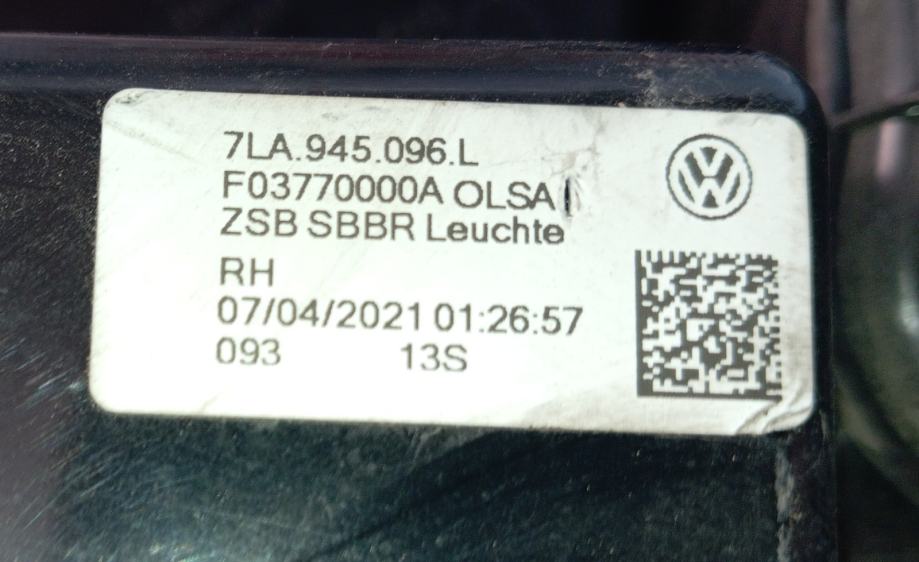 7LA.945.096.L
F03770000A OLSA
ZSB SBBR Leuchte
RH
07/04/2021 01:26:57
093 13S